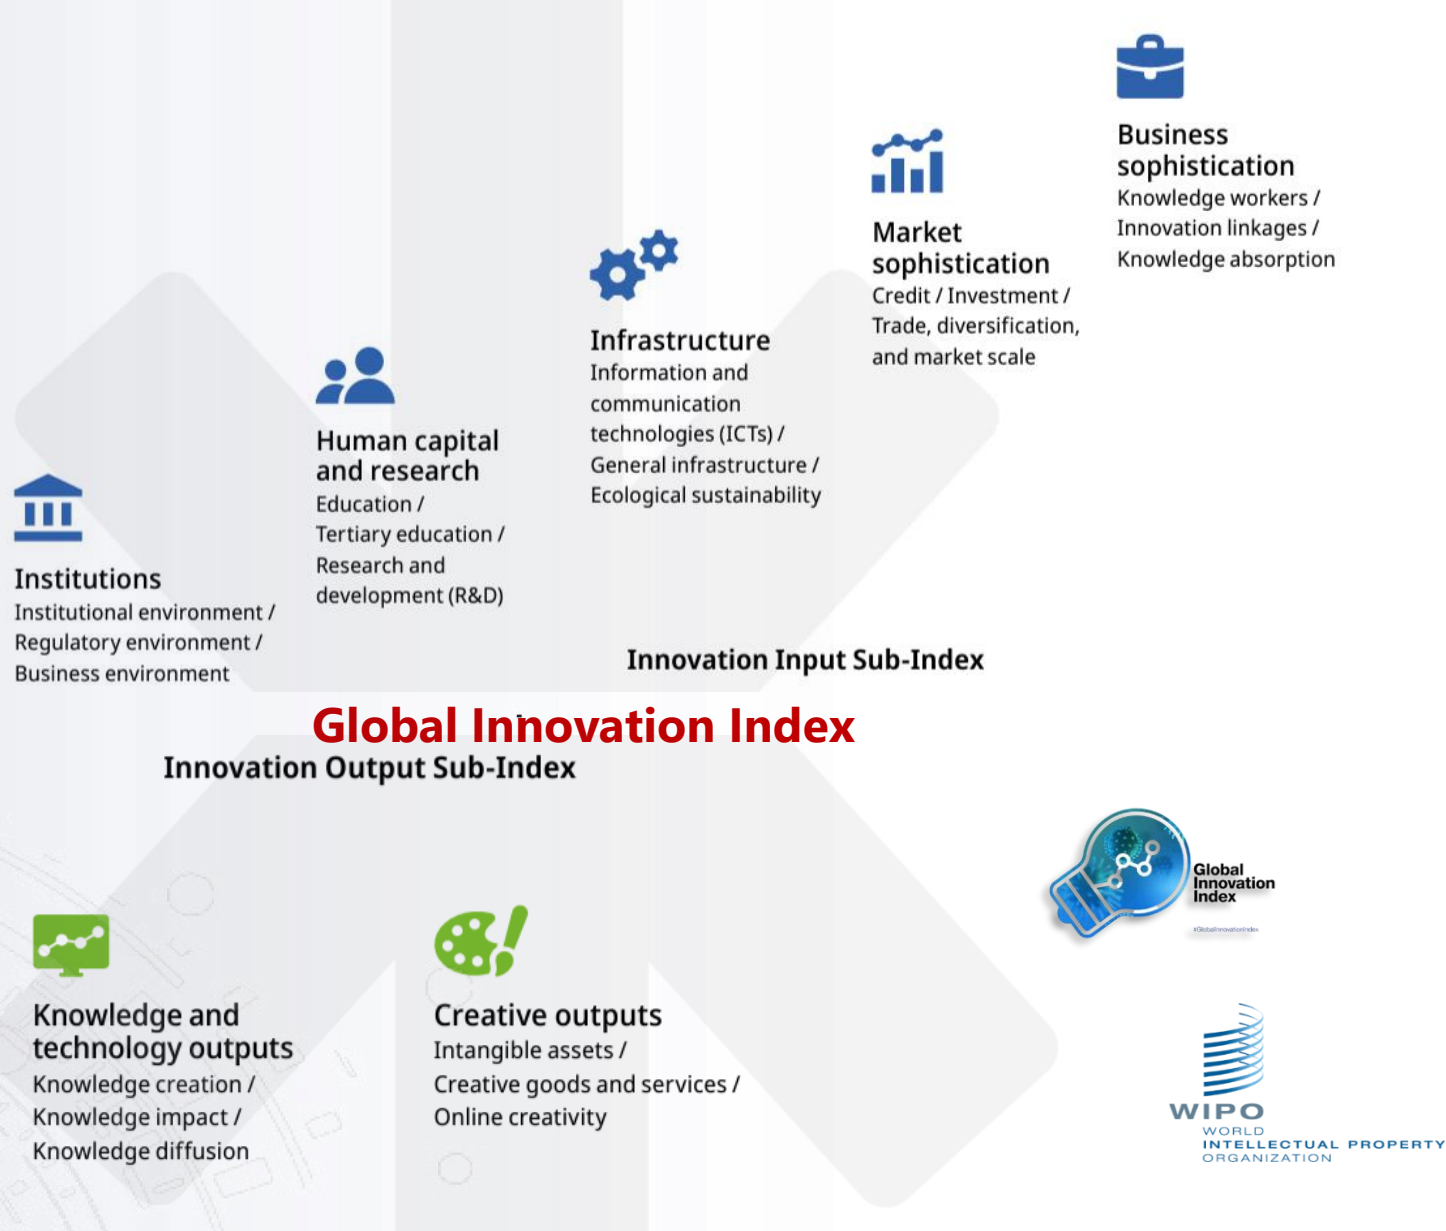 Business
sophistication
Knowledge workers /
Innovation linkages /
Knowledge absorption
Market
sophistication
Credit / Investment /
Trade, diversification,
and market scale
Infrastructure
Information and
communication
technologies (ICTs) /
General infrastructure /
Ecological sustainability
Human capital
and research
Education /
Tertiary education /
Research and
development (R&D)
Institutions
Institutional environment /
Regulatory environment /
Business environment
Innovation Input Sub-Index
Global Innovation Index
Innovation Output Sub-Index
Knowledge and
technology outputs
Knowledge creation /
Knowledge impact /
Knowledge diffusion
Creative outputs
Intangible assets /
Creative goods and services /
Online creativity
Global
Innovation
Index
#GlobalInnovationIndex
WIPO
WORLD
INTELLECTUAL PROPERTY
ORGANIZATION